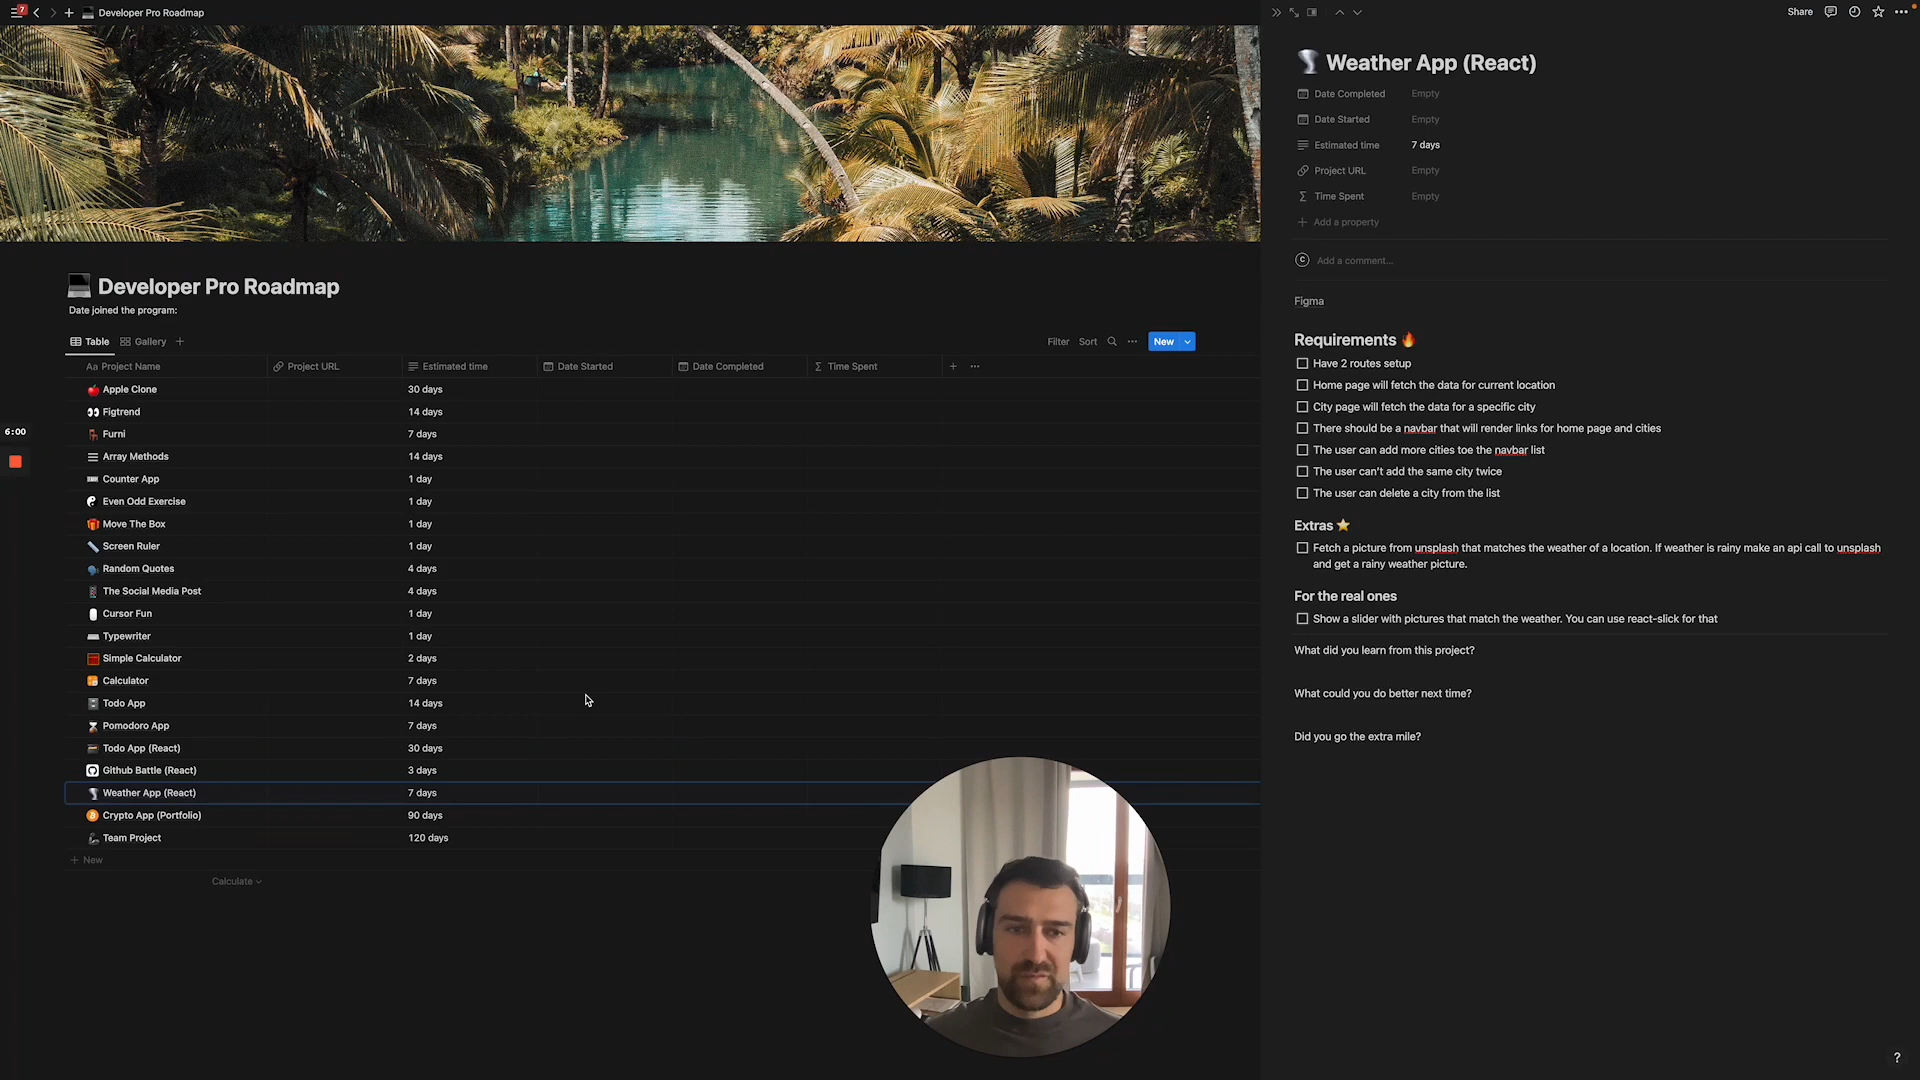 7
Developer Pro Roadmap
Share
Weather App (React)
Date Completed Empty
Date Started Empty
Estimated time 7 days
Project URL Empty
Time Spent Empty
Add a property
C Add a comment...
Figma
Requirements
Have 2 routes setup
Home page will fetch the data for current location
City page will fetch the data for a specific city
There should be a navbar that will render links for home page and cities
The user can add more cities toe the navbar list
The user can't add the same city twice
The user can delete a city from the list
Extras
Fetch a picture from unsplash that matches the weather of a location. If weather is rainy make an api call to unsplash
and get a rainy weather picture.
For the real ones
Show a slider with pictures that match the weather. You can use react-slick for that
What did you learn from this project?
What could you do better next time?
Did you go the extra mile?
Developer Pro Roadmap
Date joined the program:
Table Gallery
Filter Sort New
Aa Project Name Project URL Estimated time Date Started Date Completed Time Spent
Apple Clone 30 days
Figtrend 14 days
6:00
Furni 7 days
Array Methods 14 days
Counter App 1 day
Even Odd Exercise 1 day
Move The Box 1 day
Screen Ruler 1 day
Random Quotes 4 days
The Social Media Post 4 days
Cursor Fun 1 day
Typewriter 1 day
Simple Calculator 2 days
Calculator 7 days
Todo App 14 days
Pomodoro App 7 days
Todo App (React) 30 days
Github Battle (React) 3 days
Weather App (React) 7 days
Crypto App (Portfolio) 90 days
Team Project 120 days
New
Calculate
?